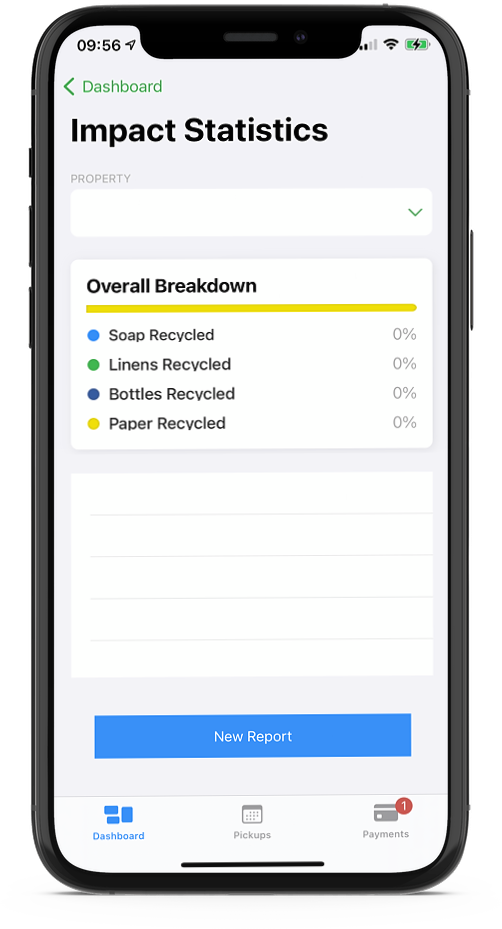 09:56
Dashboard
Impact Statistics
PROPERTY
Overall Breakdown
Soap Recycled 0%
Linens Recycled 0%
Bottles Recycled 0%
Paper Recycled 0%
New Report
1
Dashboard Pickups Payments